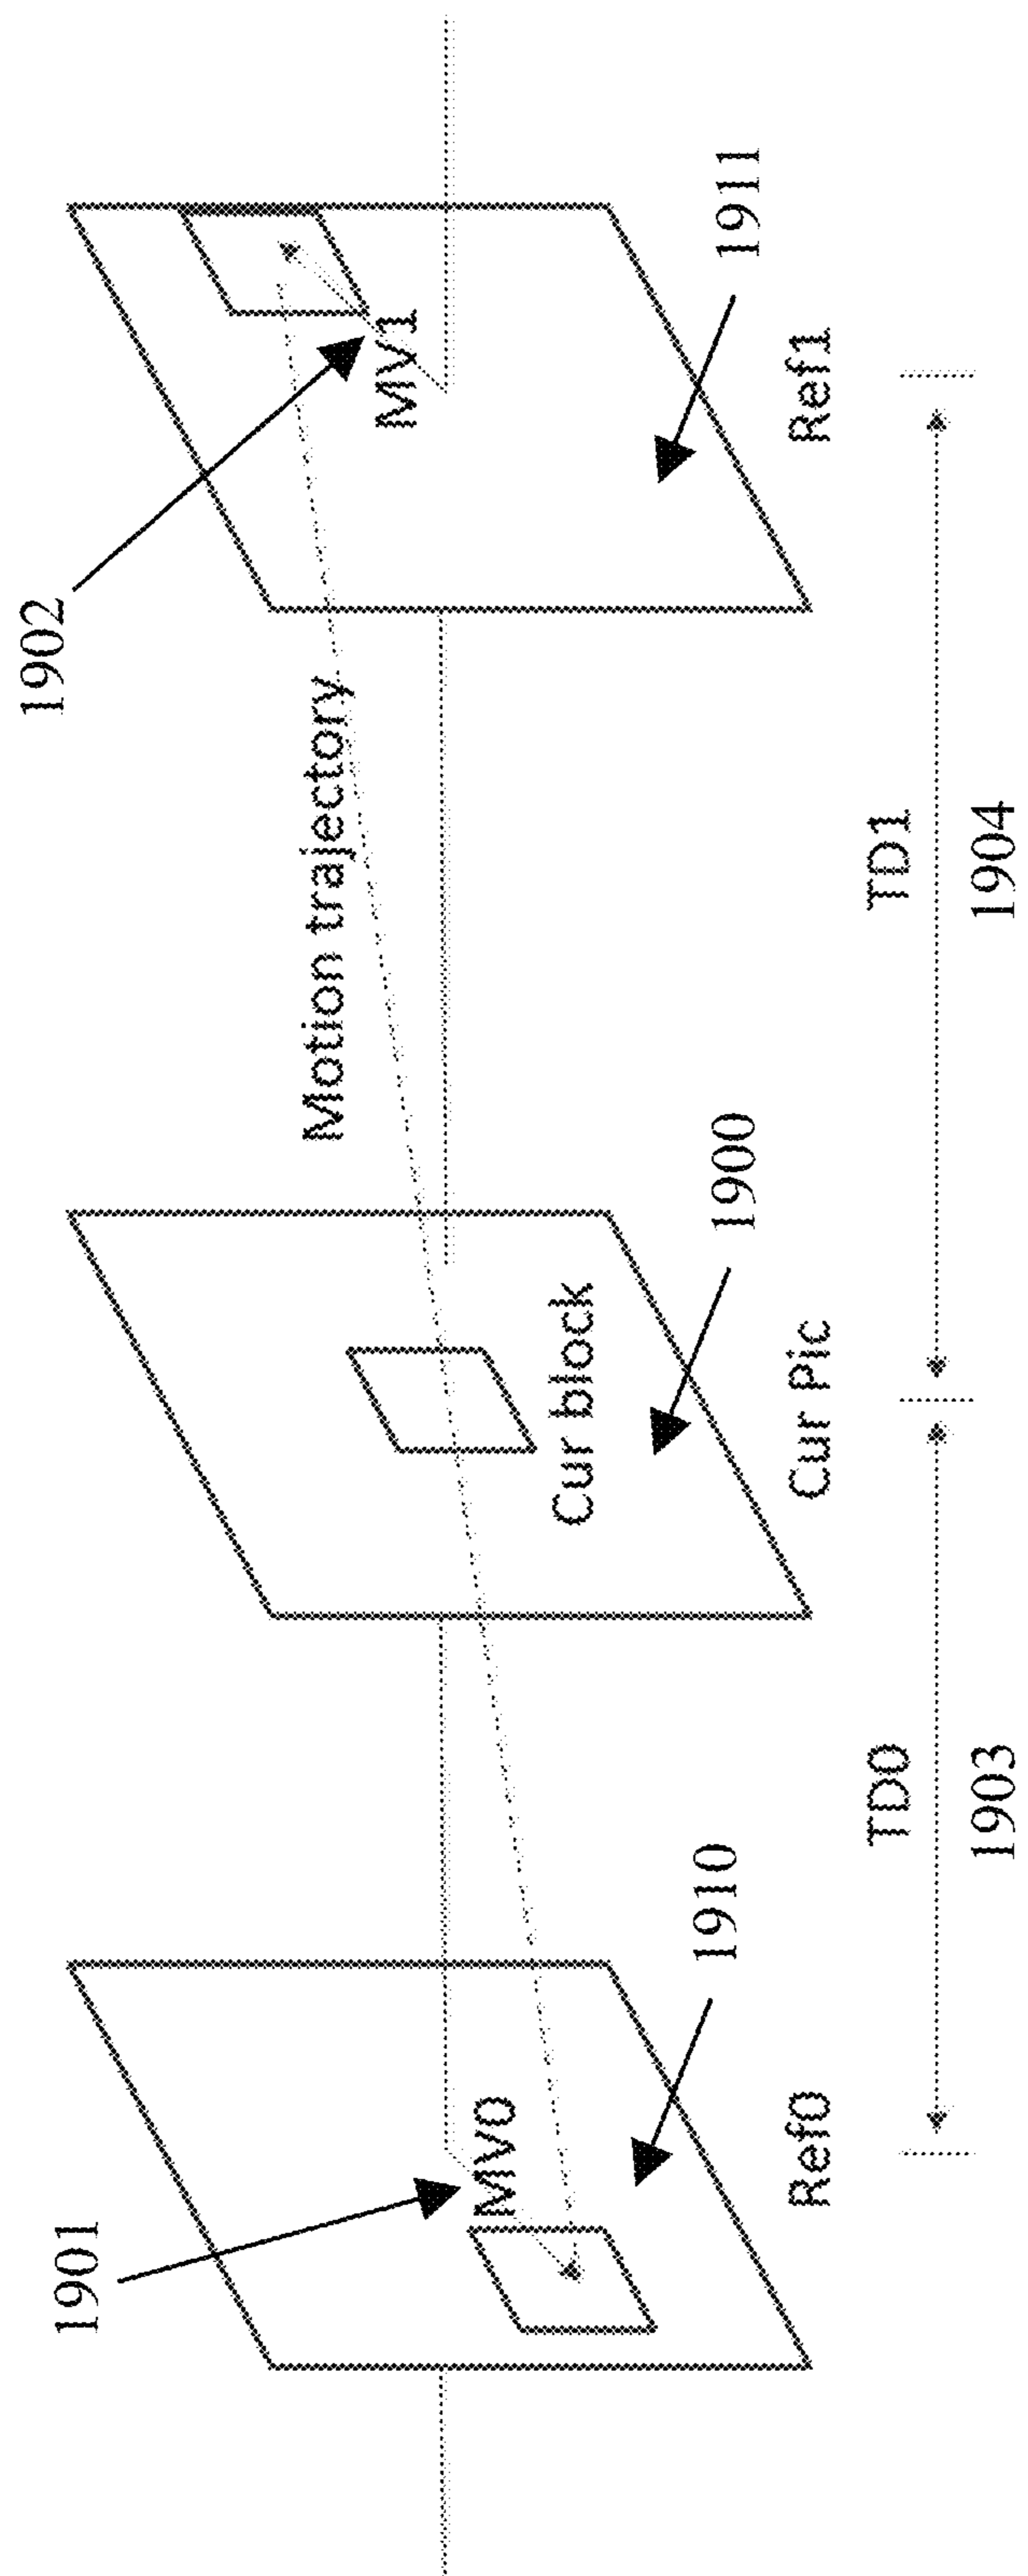 1901
1902
Motion trajectory
MV0
MV1
Cur block
1910
1900
1911
Ref0
Cur Pic
Ref1
TD0
TD1
1903
1904